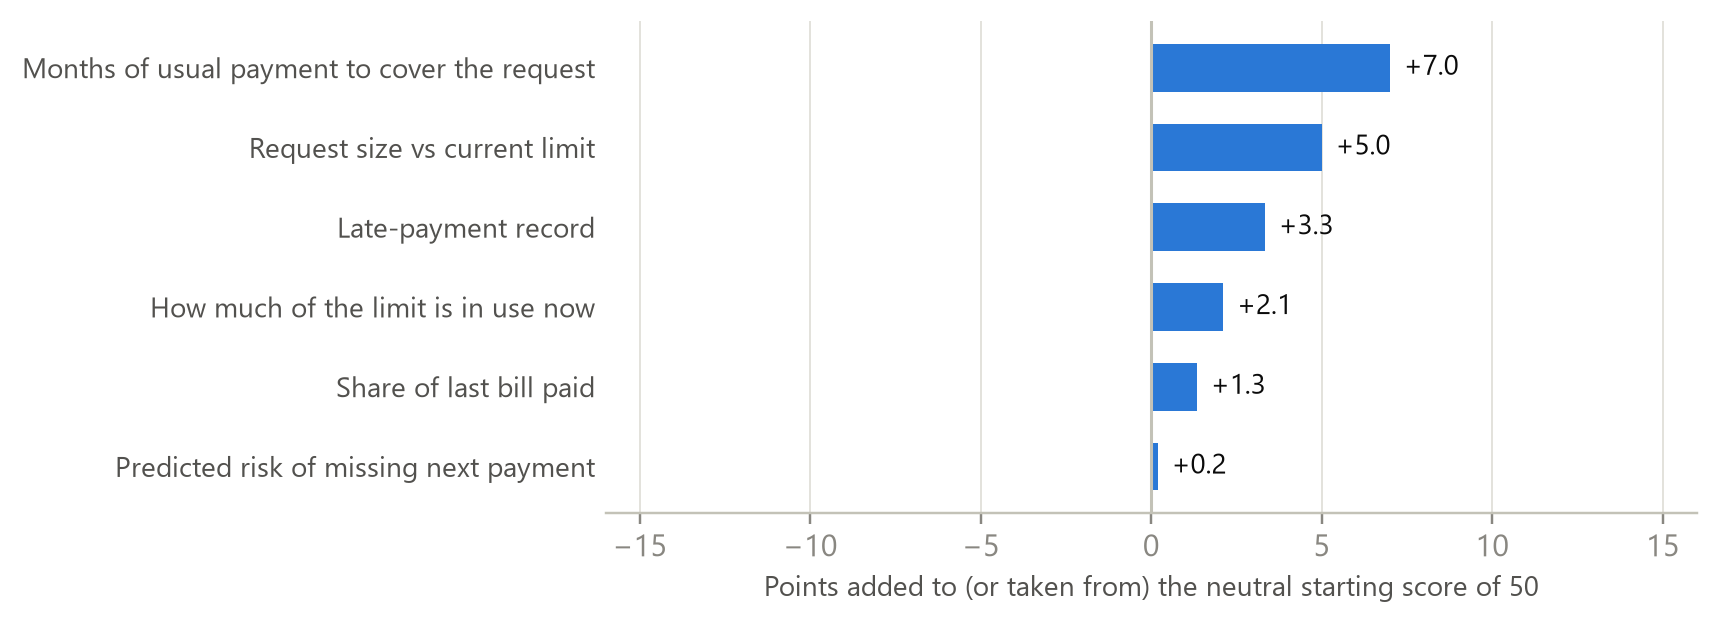 Months of usual payment to cover the request +7.0
Request size vs current limit +5.0
Late-payment record +3.3
How much of the limit is in use now +2.1
Share of last bill paid +1.3
Predicted risk of missing next payment +0.2
−15 −10 −5 0 5 10 15
Points added to (or taken from) the neutral starting score of 50